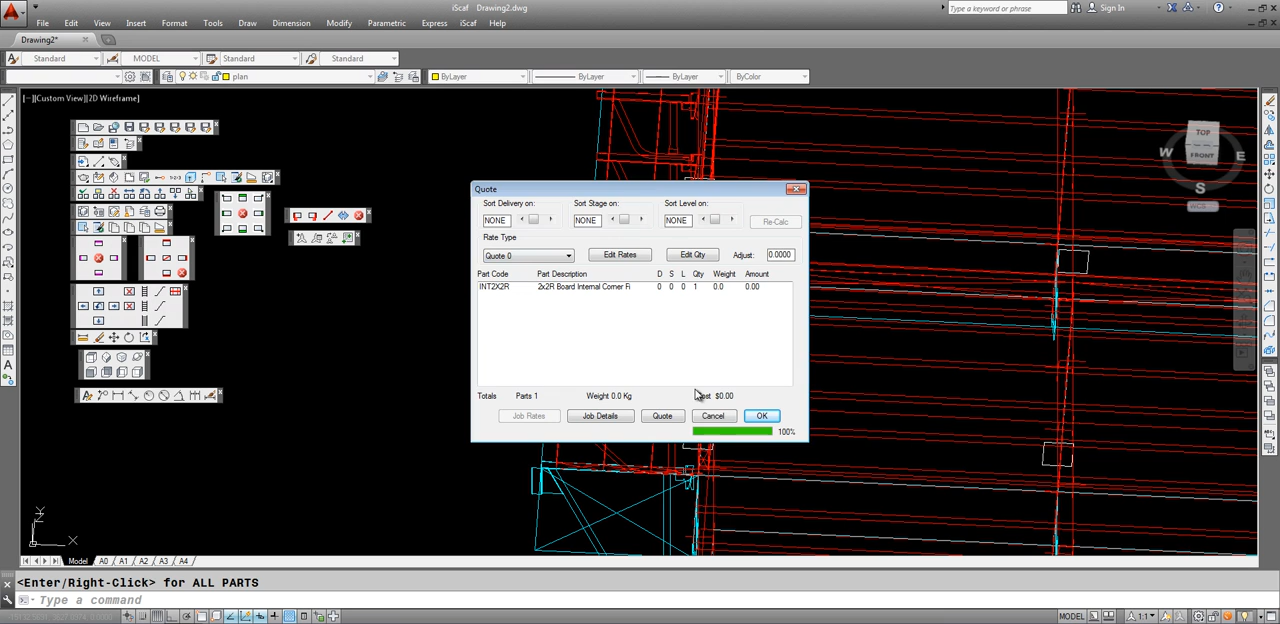 iScaf Drawing2.dwg
Type a keyword or phrase
Sign In
File Edit View Insert Format Tools Draw Dimension Modify Parametric Express iScaf Help
Drawing2*
Standard MODEL Standard Standard
plan ByLayer ByLayer ByLayer ByColor
[−][Custom View][2D Wireframe]
TOP
FRONT
W E
S
WCS
Quote
Sort Delivery on: Sort Stage on: Sort Level on:
NONE NONE NONE Re-Calc
Rate Type
Quote 0 Edit Rates Edit Qty Adjust: 0.0000
Part Code Part Description D S L Qty Weight Amount
INT2X2R 2x2R Board Internal Corner Fi 0 0 0 1 0.0 0.00
Totals Parts 1 Weight 0.0 Kg $0.00
Job Rates Job Details Quote Cancel OK
100%
Z
X
Model A0 A1 A2 A3 A4
<Enter/Right-Click> for ALL PARTS
Type a command
MODEL 1:1